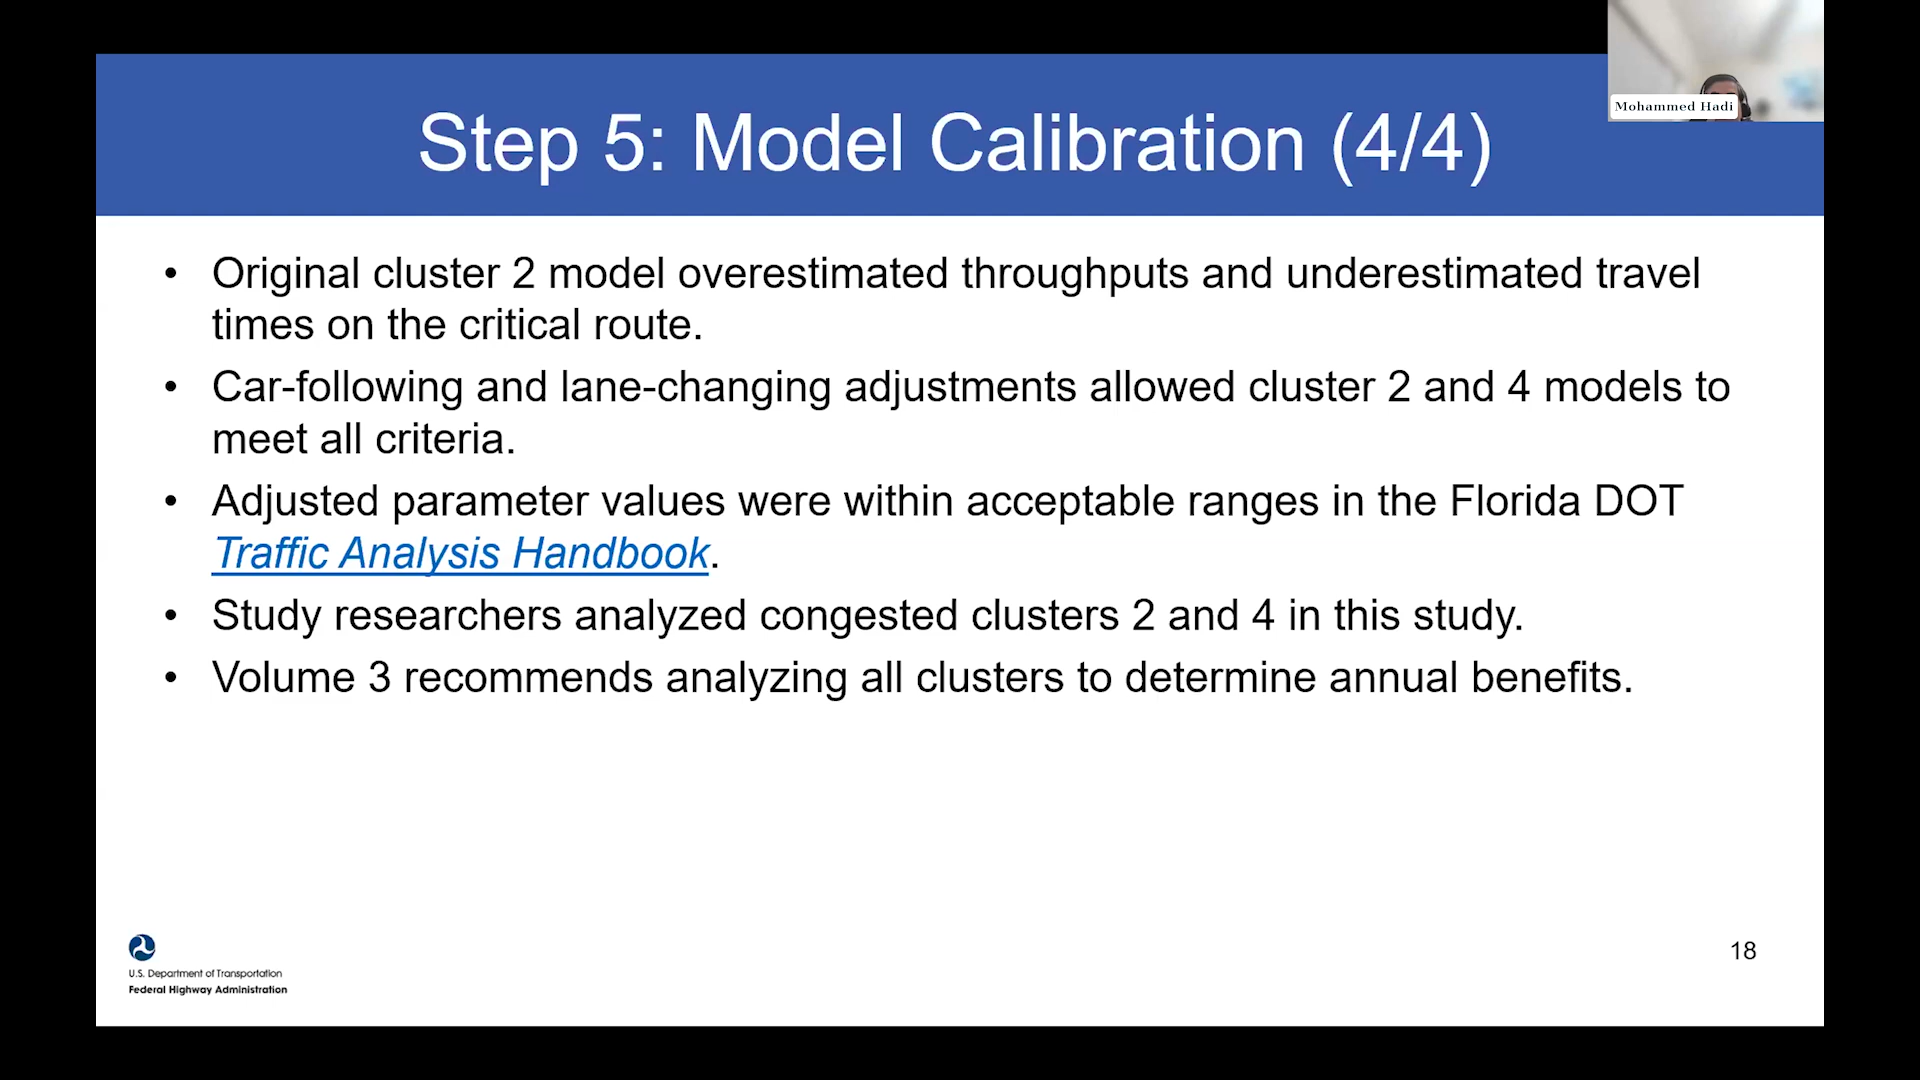 Mohammed Hadi
Step 5: Model Calibration (4/4)
• Original cluster 2 model overestimated throughputs and underestimated travel
times on the critical route.
• Car-following and lane-changing adjustments allowed cluster 2 and 4 models to
meet all criteria.
• Adjusted parameter values were within acceptable ranges in the Florida DOT
Traffic Analysis Handbook.
• Study researchers analyzed congested clusters 2 and 4 in this study.
• Volume 3 recommends analyzing all clusters to determine annual benefits.
U.S. Department of Transportation
Federal Highway Administration
18